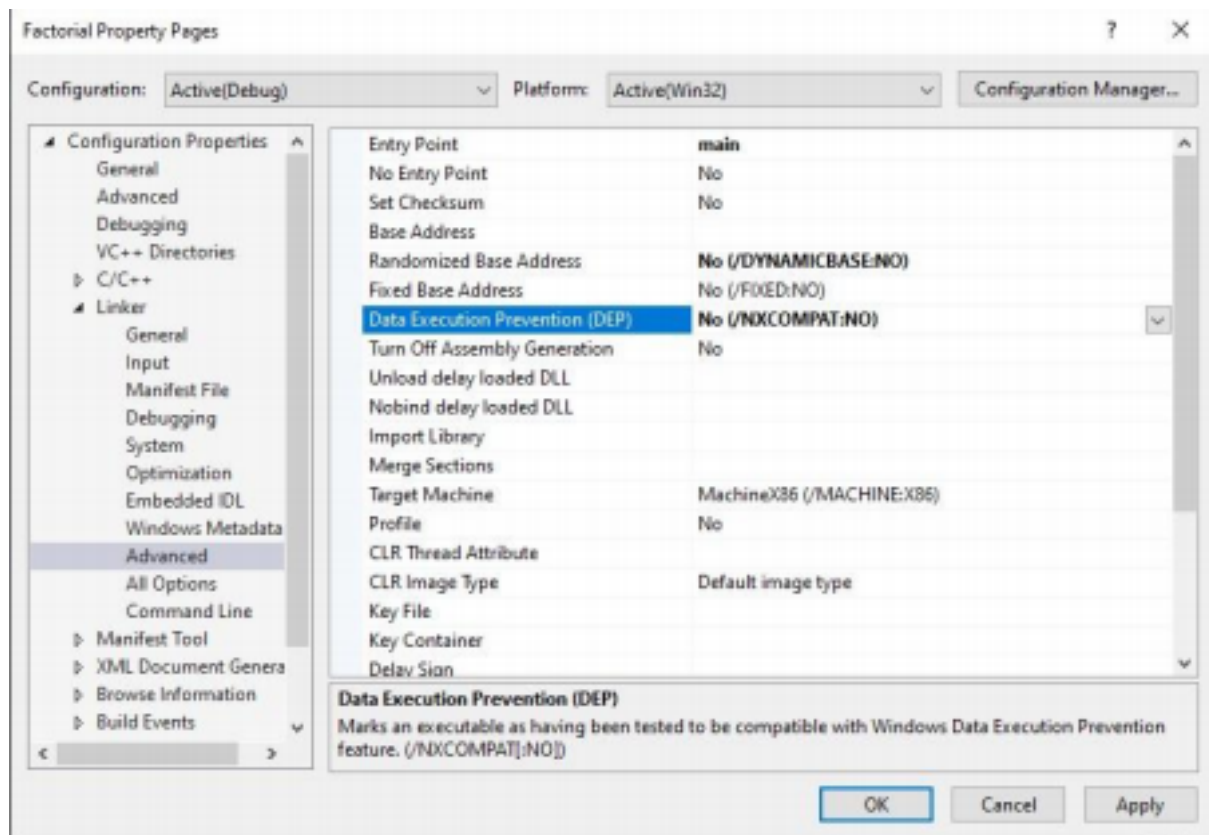 Factorial Property Pages
? ✕
Configuration: Active(Debug) Platform: Active(Win32) Configuration Manager...
Configuration Properties
General
Advanced
Debugging
VC++ Directories
C/C++
Linker
General
Input
Manifest File
Debugging
System
Optimization
Embedded IDL
Windows Metadata
Advanced
All Options
Command Line
Manifest Tool
XML Document Genera
Browse Information
Build Events
Entry Point main
No Entry Point No
Set Checksum No
Base Address
Randomized Base Address No (/DYNAMICBASE:NO)
Fixed Base Address No (/FIXED:NO)
Data Execution Prevention (DEP) No (/NXCOMPAT:NO)
Turn Off Assembly Generation No
Unload delay loaded DLL
Nobind delay loaded DLL
Import Library
Merge Sections
Target Machine MachineX86 (/MACHINE:X86)
Profile No
CLR Thread Attribute
CLR Image Type Default image type
Key File
Key Container
Delay Sign
Data Execution Prevention (DEP)
Marks an executable as having been tested to be compatible with Windows Data Execution Prevention
feature. (/NXCOMPAT[:NO])
OK Cancel Apply